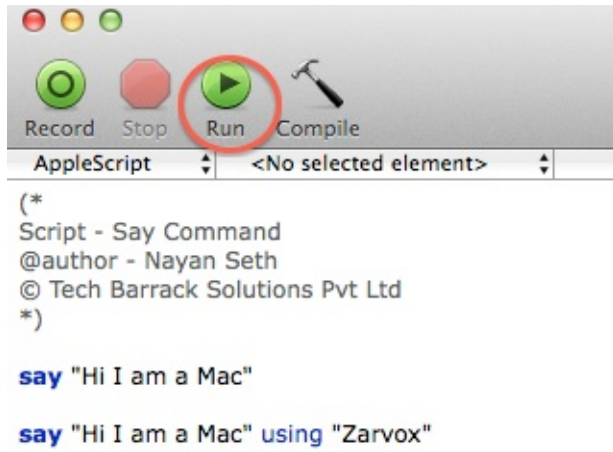 Record Stop Run Compile
AppleScript <No selected element>
(*
Script - Say Command
@author - Nayan Seth
© Tech Barrack Solutions Pvt Ltd
*)
say "Hi I am a Mac"
say "Hi I am a Mac" using "Zarvox"